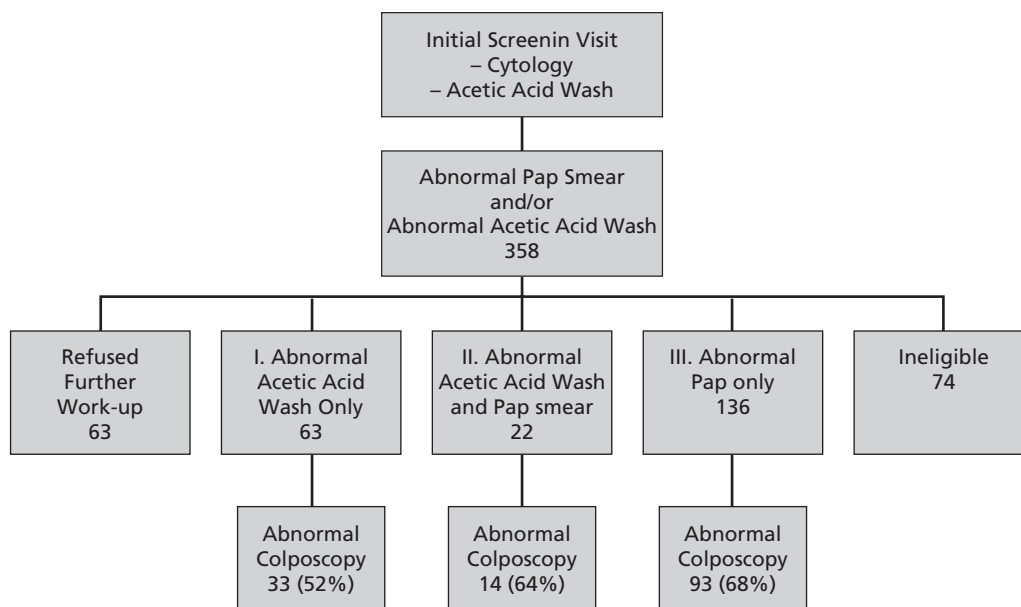 Initial Screenin Visit
– Cytology
– Acetic Acid Wash
Abnormal Pap Smear
and/or
Abnormal Acetic Acid Wash
358
Refused
Further
Work-up
63
I. Abnormal
Acetic Acid
Wash Only
63
II. Abnormal
Acetic Acid Wash
and Pap smear
22
III. Abnormal
Pap only
136
Ineligible
74
Abnormal
Colposcopy
33 (52%)
Abnormal
Colposcopy
14 (64%)
Abnormal
Colposcopy
93 (68%)